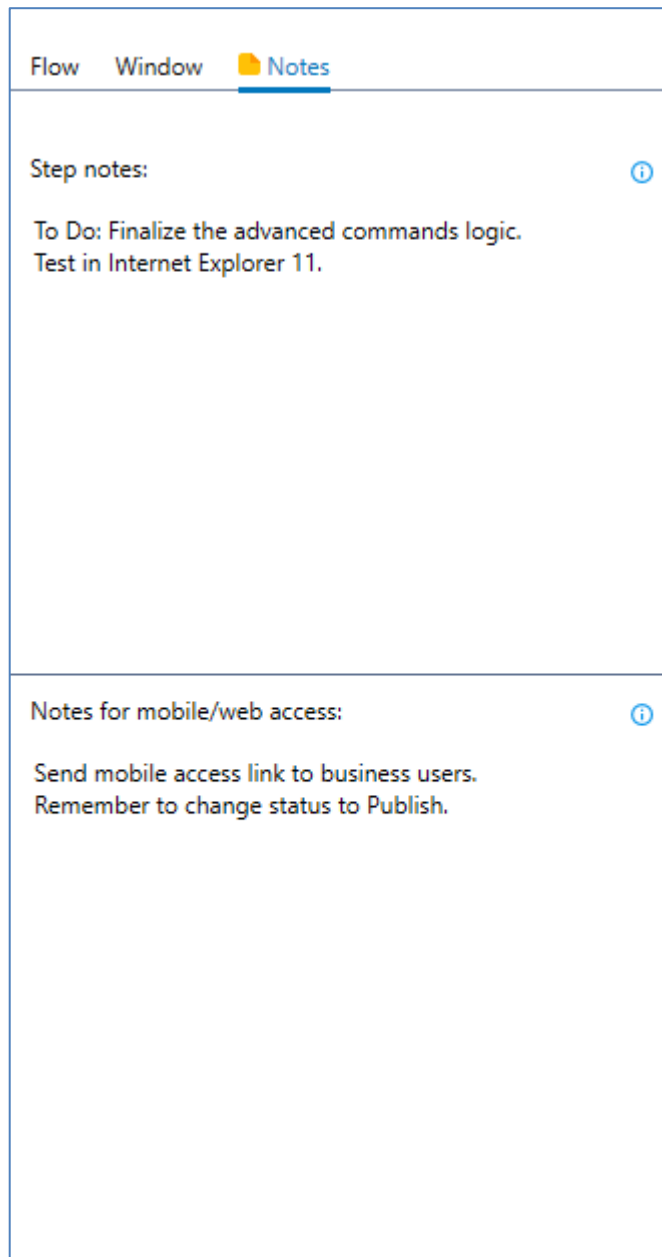 Flow Window Notes
Step notes:
To Do: Finalize the advanced commands logic.
Test in Internet Explorer 11.
Notes for mobile/web access:
Send mobile access link to business users.
Remember to change status to Publish.